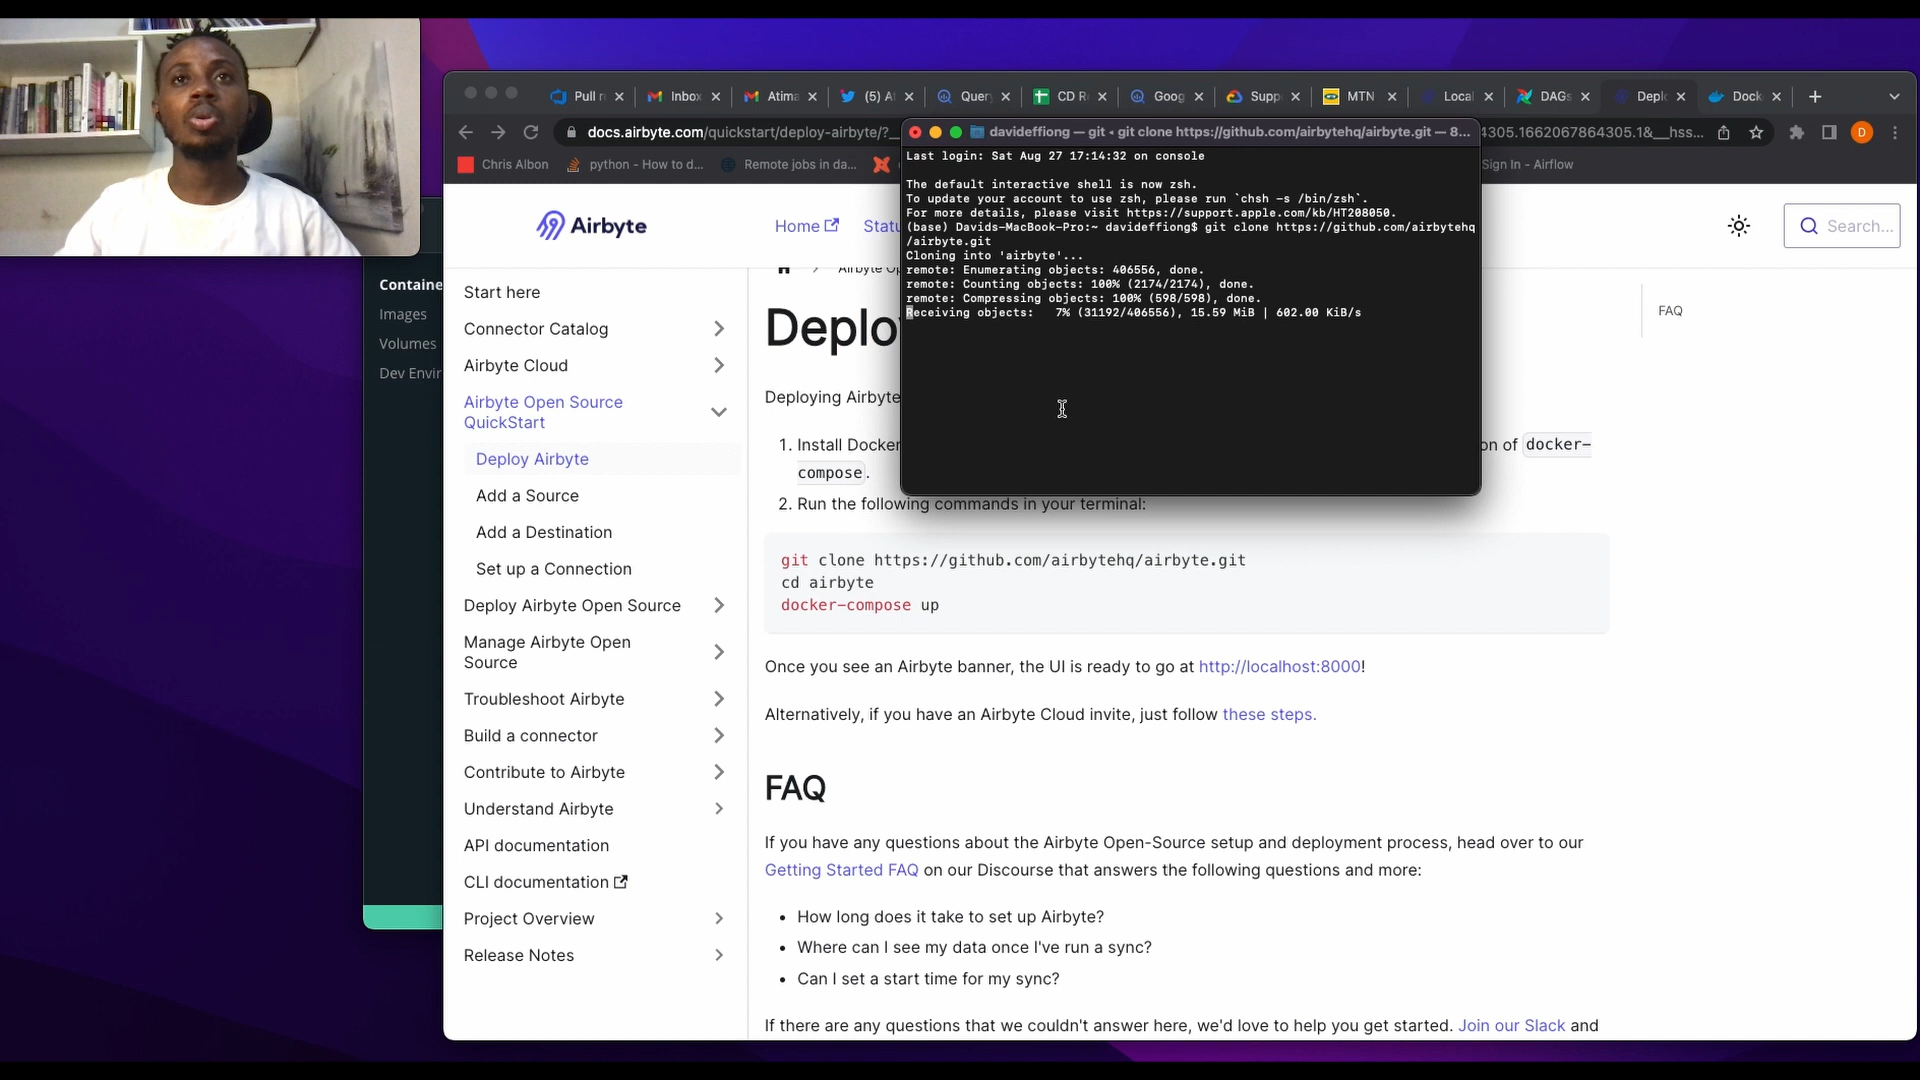 Pull r
Inbox
Atima
(5) A
Query
CD R
Goog
Supp
MTN
Local
DAGs
Deplo
Dock
docs.airbyte.com/quickstart/deploy-airbyte/?__
4305.1662067864305.1&__hss...
D
Chris Albon
python - How to d...
Remote jobs in da...
Sign In - Airflow
davideffiong — git ◂ git clone https://github.com/airbytehq/airbyte.git — 8...
Last login: Sat Aug 27 17:14:32 on console
The default interactive shell is now zsh.
To update your account to use zsh, please run `chsh -s /bin/zsh`.
For more details, please visit https://support.apple.com/kb/HT208050.
(base) Davids-MacBook-Pro:~ davideffiong$ git clone https://github.com/airbytehq
/airbyte.git
Cloning into 'airbyte'...
remote: Enumerating objects: 406556, done.
remote: Counting objects: 100% (2174/2174), done.
remote: Compressing objects: 100% (598/598), done.
Receiving objects:   7% (31192/406556), 15.59 MiB | 602.00 KiB/s
Airbyte
Home
Statu
Search...
Containe
Images
Volumes
Dev Envir
Start here
Connector Catalog
Airbyte Cloud
Airbyte Open Source
QuickStart
Deploy Airbyte
Add a Source
Add a Destination
Set up a Connection
Deploy Airbyte Open Source
Manage Airbyte Open
Source
Troubleshoot Airbyte
Build a connector
Contribute to Airbyte
Understand Airbyte
API documentation
CLI documentation
Project Overview
Release Notes
Airbyte Op
Deplo
Deploying Airbyte
1. Install Docker
on of docker-
compose.
2. Run the following commands in your terminal:
git clone https://github.com/airbytehq/airbyte.git
cd airbyte
docker-compose up
Once you see an Airbyte banner, the UI is ready to go at http://localhost:8000!
Alternatively, if you have an Airbyte Cloud invite, just follow these steps.
FAQ
If you have any questions about the Airbyte Open-Source setup and deployment process, head over to our
Getting Started FAQ on our Discourse that answers the following questions and more:
• How long does it take to set up Airbyte?
• Where can I see my data once I've run a sync?
• Can I set a start time for my sync?
If there are any questions that we couldn't answer here, we'd love to help you get started. Join our Slack and
FAQ